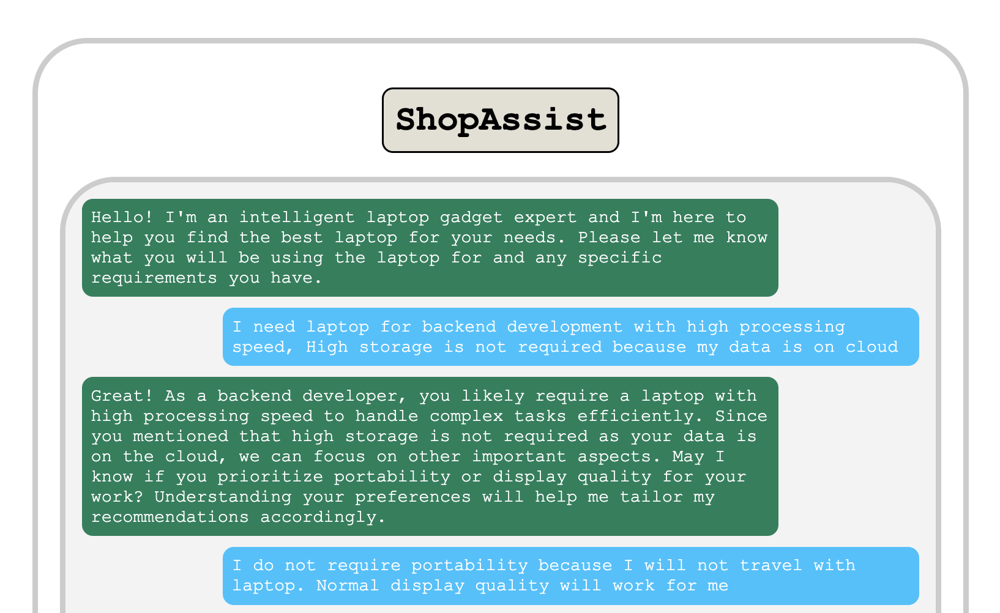 ShopAssist
Hello! I'm an intelligent laptop gadget expert and I'm here to
help you find the best laptop for your needs. Please let me know
what you will be using the laptop for and any specific
requirements you have.
I need laptop for backend development with high processing
speed, High storage is not required because my data is on cloud
Great! As a backend developer, you likely require a laptop with
high processing speed to handle complex tasks efficiently. Since
you mentioned that high storage is not required as your data is
on the cloud, we can focus on other important aspects. May I
know if you prioritize portability or display quality for your
work? Understanding your preferences will help me tailor my
recommendations accordingly.
I do not require portability because I will not travel with
laptop. Normal display quality will work for me